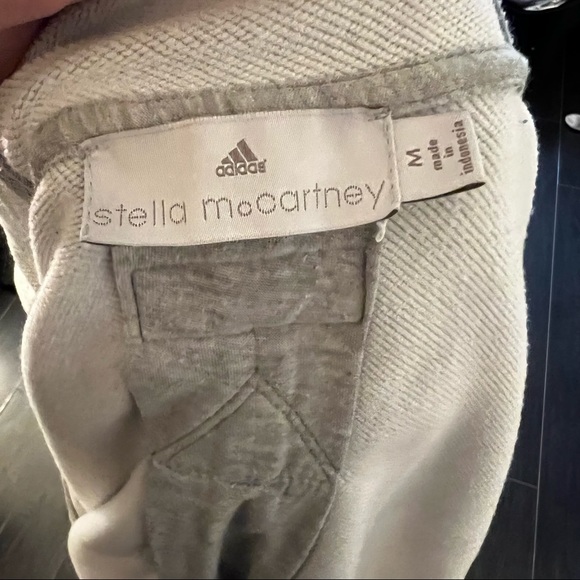 adidas
stella mccartney
M
made
in
indonesia